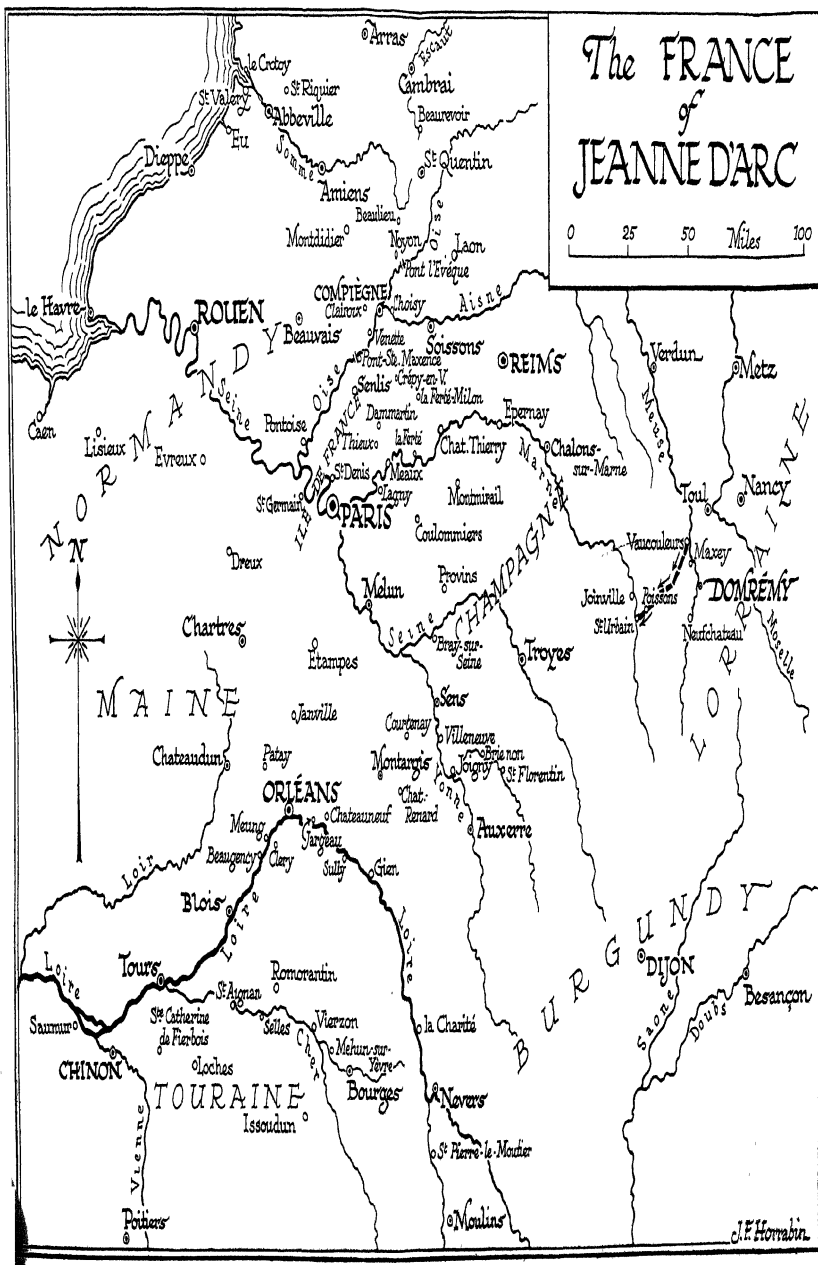 The FRANCE
of
JEANNE D'ARC
0 25 50 Miles 100
Arras
Escaut
Cambrai
le Crotoy
St Riquier
St Valery
Abbeville
Beaurevoir
Eu
Somme
Dieppe
St Quentin
Amiens
Beaulieu
Oise
Montdidier
Noyon
Laon
Pont l'Evéque
COMPIÈGNE
Clairoix
Choisy
Aisne
le Havre
ROUEN
Beauvais
Venette
Soissons
REIMS
Verdun
Metz
Pont-Ste. Maxence
Oise
Senlis
Crépy-en-V.
la Ferté-Milon
NORMANDY
Seine
Caen
Lisieux
Evreux
Pontoise
Dammartin
Thieux
la Ferté
Chat. Thierry
Epernay
Chalons-
sur-Marne
Marne
Meuse
ILE DE FRANCE
St Denis
Meaux
Lagny
St Germain
PARIS
Montmirail
Coulommiers
Toul
Nancy
LORRAINE
N
Dreux
Vaucouleurs
Maxey
Provins
CHAMPAGNE
Melun
Joinville
Poissons
DOMRÉMY
St Urbain
Neufchateau
Moselle
Chartres
Seine
Bray-sur-
Seine
Troyes
Etampes
MAINE
Sens
Janville
Courtenay
Villeneuve
Chateaudun
Patay
Montargis
Joigny
Brienon
St Florentin
Yonne
Chat.-
Renard
ORLÉANS
Chateauneuf
Meung
Jargeau
Auxerre
Beaugency
Clery
Sully
Gien
Loir
Blois
Loire
Loire
BURGUNDY
DIJON
Besançon
Loire
Tours
Romorantin
St Aignan
Saone
Doubs
Saumur
Ste Catherine
de Fierbois
Selles
Vierzon
la Charité
CHINON
Loches
Cher
Mehun-sur-
Yèvre
Bourges
TOURAINE
Nevers
Issoudun
Vienne
St Pierre-le-Moutier
Poitiers
Moulins
J.F. Horrabin